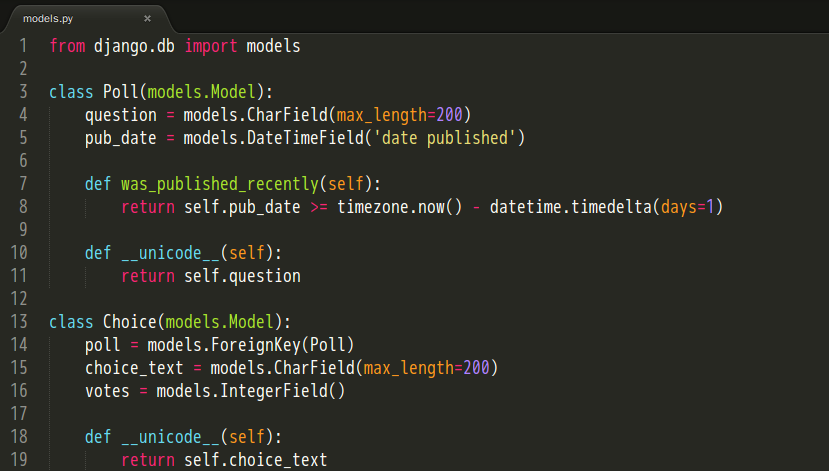 models.py ×
1 from django.db import models
2
3 class Poll(models.Model):
4     question = models.CharField(max_length=200)
5     pub_date = models.DateTimeField('date published')
6
7     def was_published_recently(self):
8         return self.pub_date >= timezone.now() - datetime.timedelta(days=1)
9
10     def __unicode__(self):
11         return self.question
12
13 class Choice(models.Model):
14     poll = models.ForeignKey(Poll)
15     choice_text = models.CharField(max_length=200)
16     votes = models.IntegerField()
17
18     def __unicode__(self):
19         return self.choice_text